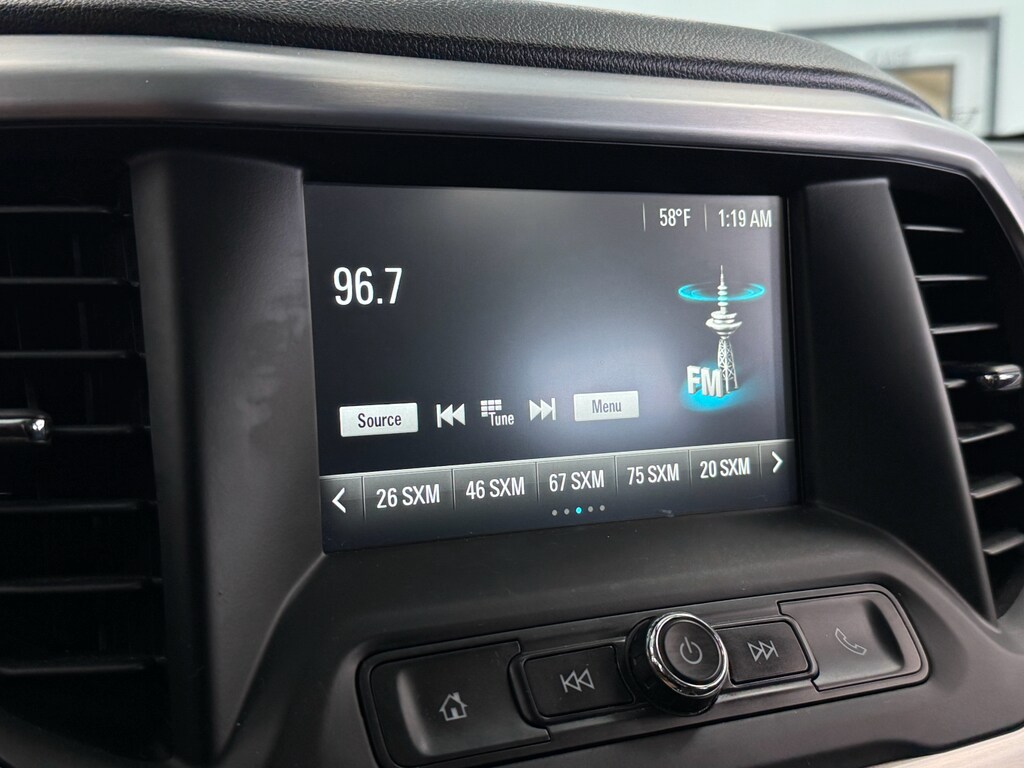 58°F 1:19 AM
96.7
FM
Source Tune Menu
26 SXM 46 SXM 67 SXM 75 SXM 20 SXM